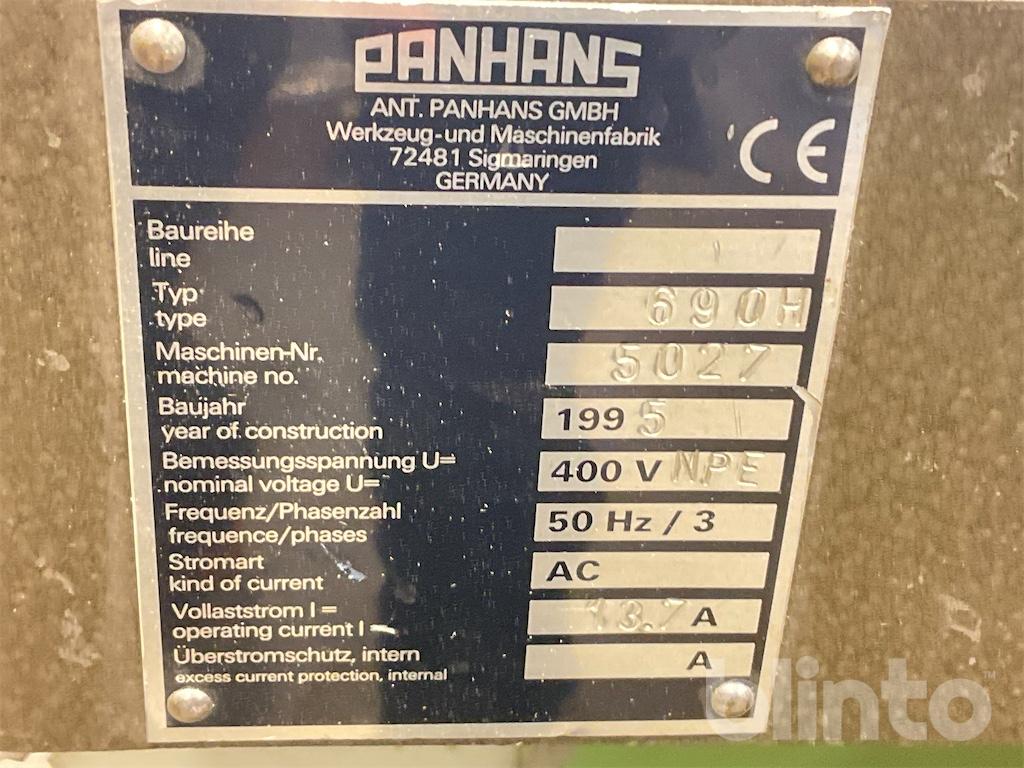 PANHANS
ANT. PANHANS GMBH
Werkzeug-und Maschinenfabrik
72481 Sigmaringen
GERMANY
CE
Baureihe
line
Typ 690H
type
Maschinen-Nr. 5027
machine no.
Baujahr 1995
year of construction
Bemessungsspannung U= 400 V NPE
nominal voltage U=
Frequenz/Phasenzahl 50 Hz / 3
frequence/phases
Stromart AC
kind of current
Vollaststrom I = 13.7 A
operating current I =
Überstromschutz, intern A
excess current protection, internal
blinto™